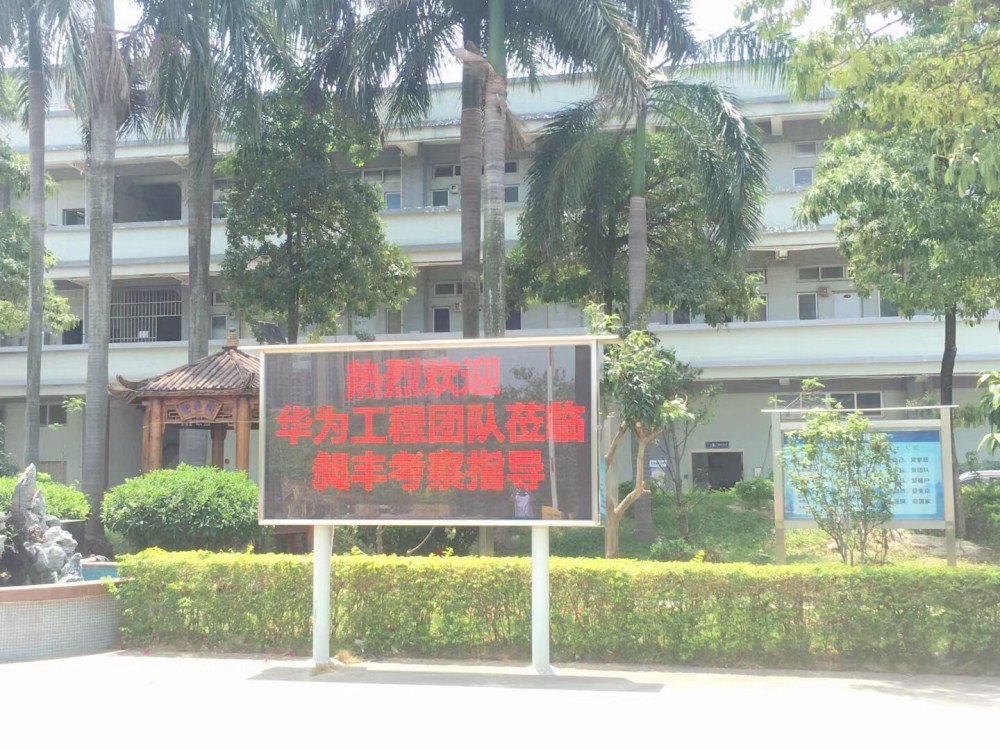 热烈欢迎
华为工程团队莅临
昶丰考察指导